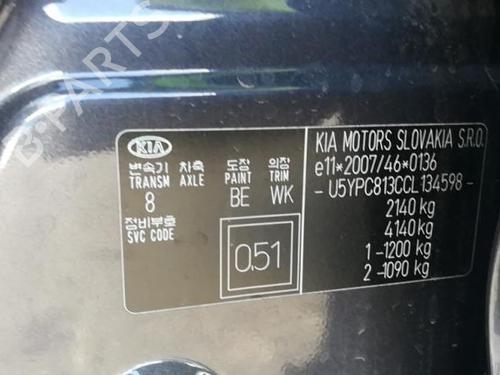 B-PARTS
KIA
변속기 차축 도장 의장
TRANSM AXLE PAINT TRIM
8 BE WK
정비부호
SVC CODE
0.51
KIA MOTORS SLOVAKIA S.R.O.
e11*2007/46*0136
- U5YPC813CCL134598 -
2140 kg
4140 kg
1 -1200 kg
2 -1090 kg